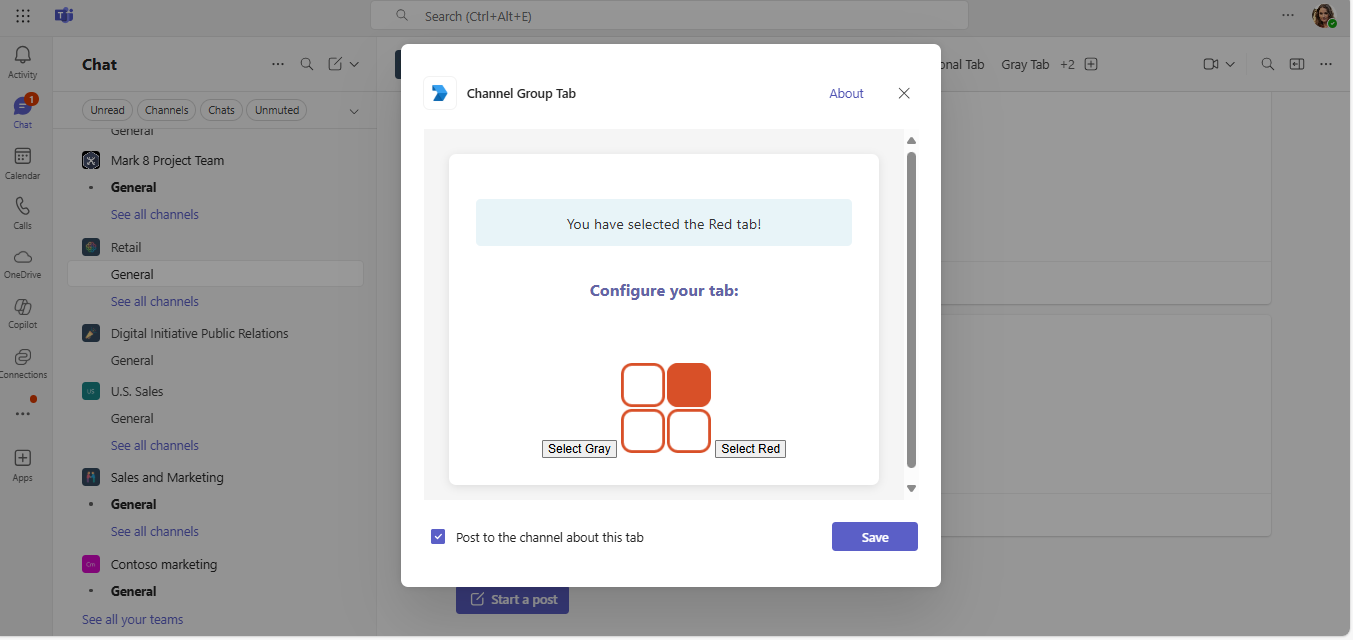 Search (Ctrl+Alt+E)
Activity
1
Chat
Calendar
Calls
OneDrive
Copilot
Connections
Apps
Chat
Unread
Channels
Chats
Unmuted
General
Mark 8 Project Team
General
See all channels
Retail
General
See all channels
Digital Initiative Public Relations
General
US
U.S. Sales
General
See all channels
Sales and Marketing
General
See all channels
Contoso marketing
General
See all your teams
Tab
Gray Tab
+2
Channel Group Tab
About
You have selected the Red tab!
Configure your tab:
Select Gray
Select Red
Post to the channel about this tab
Save
Start a post